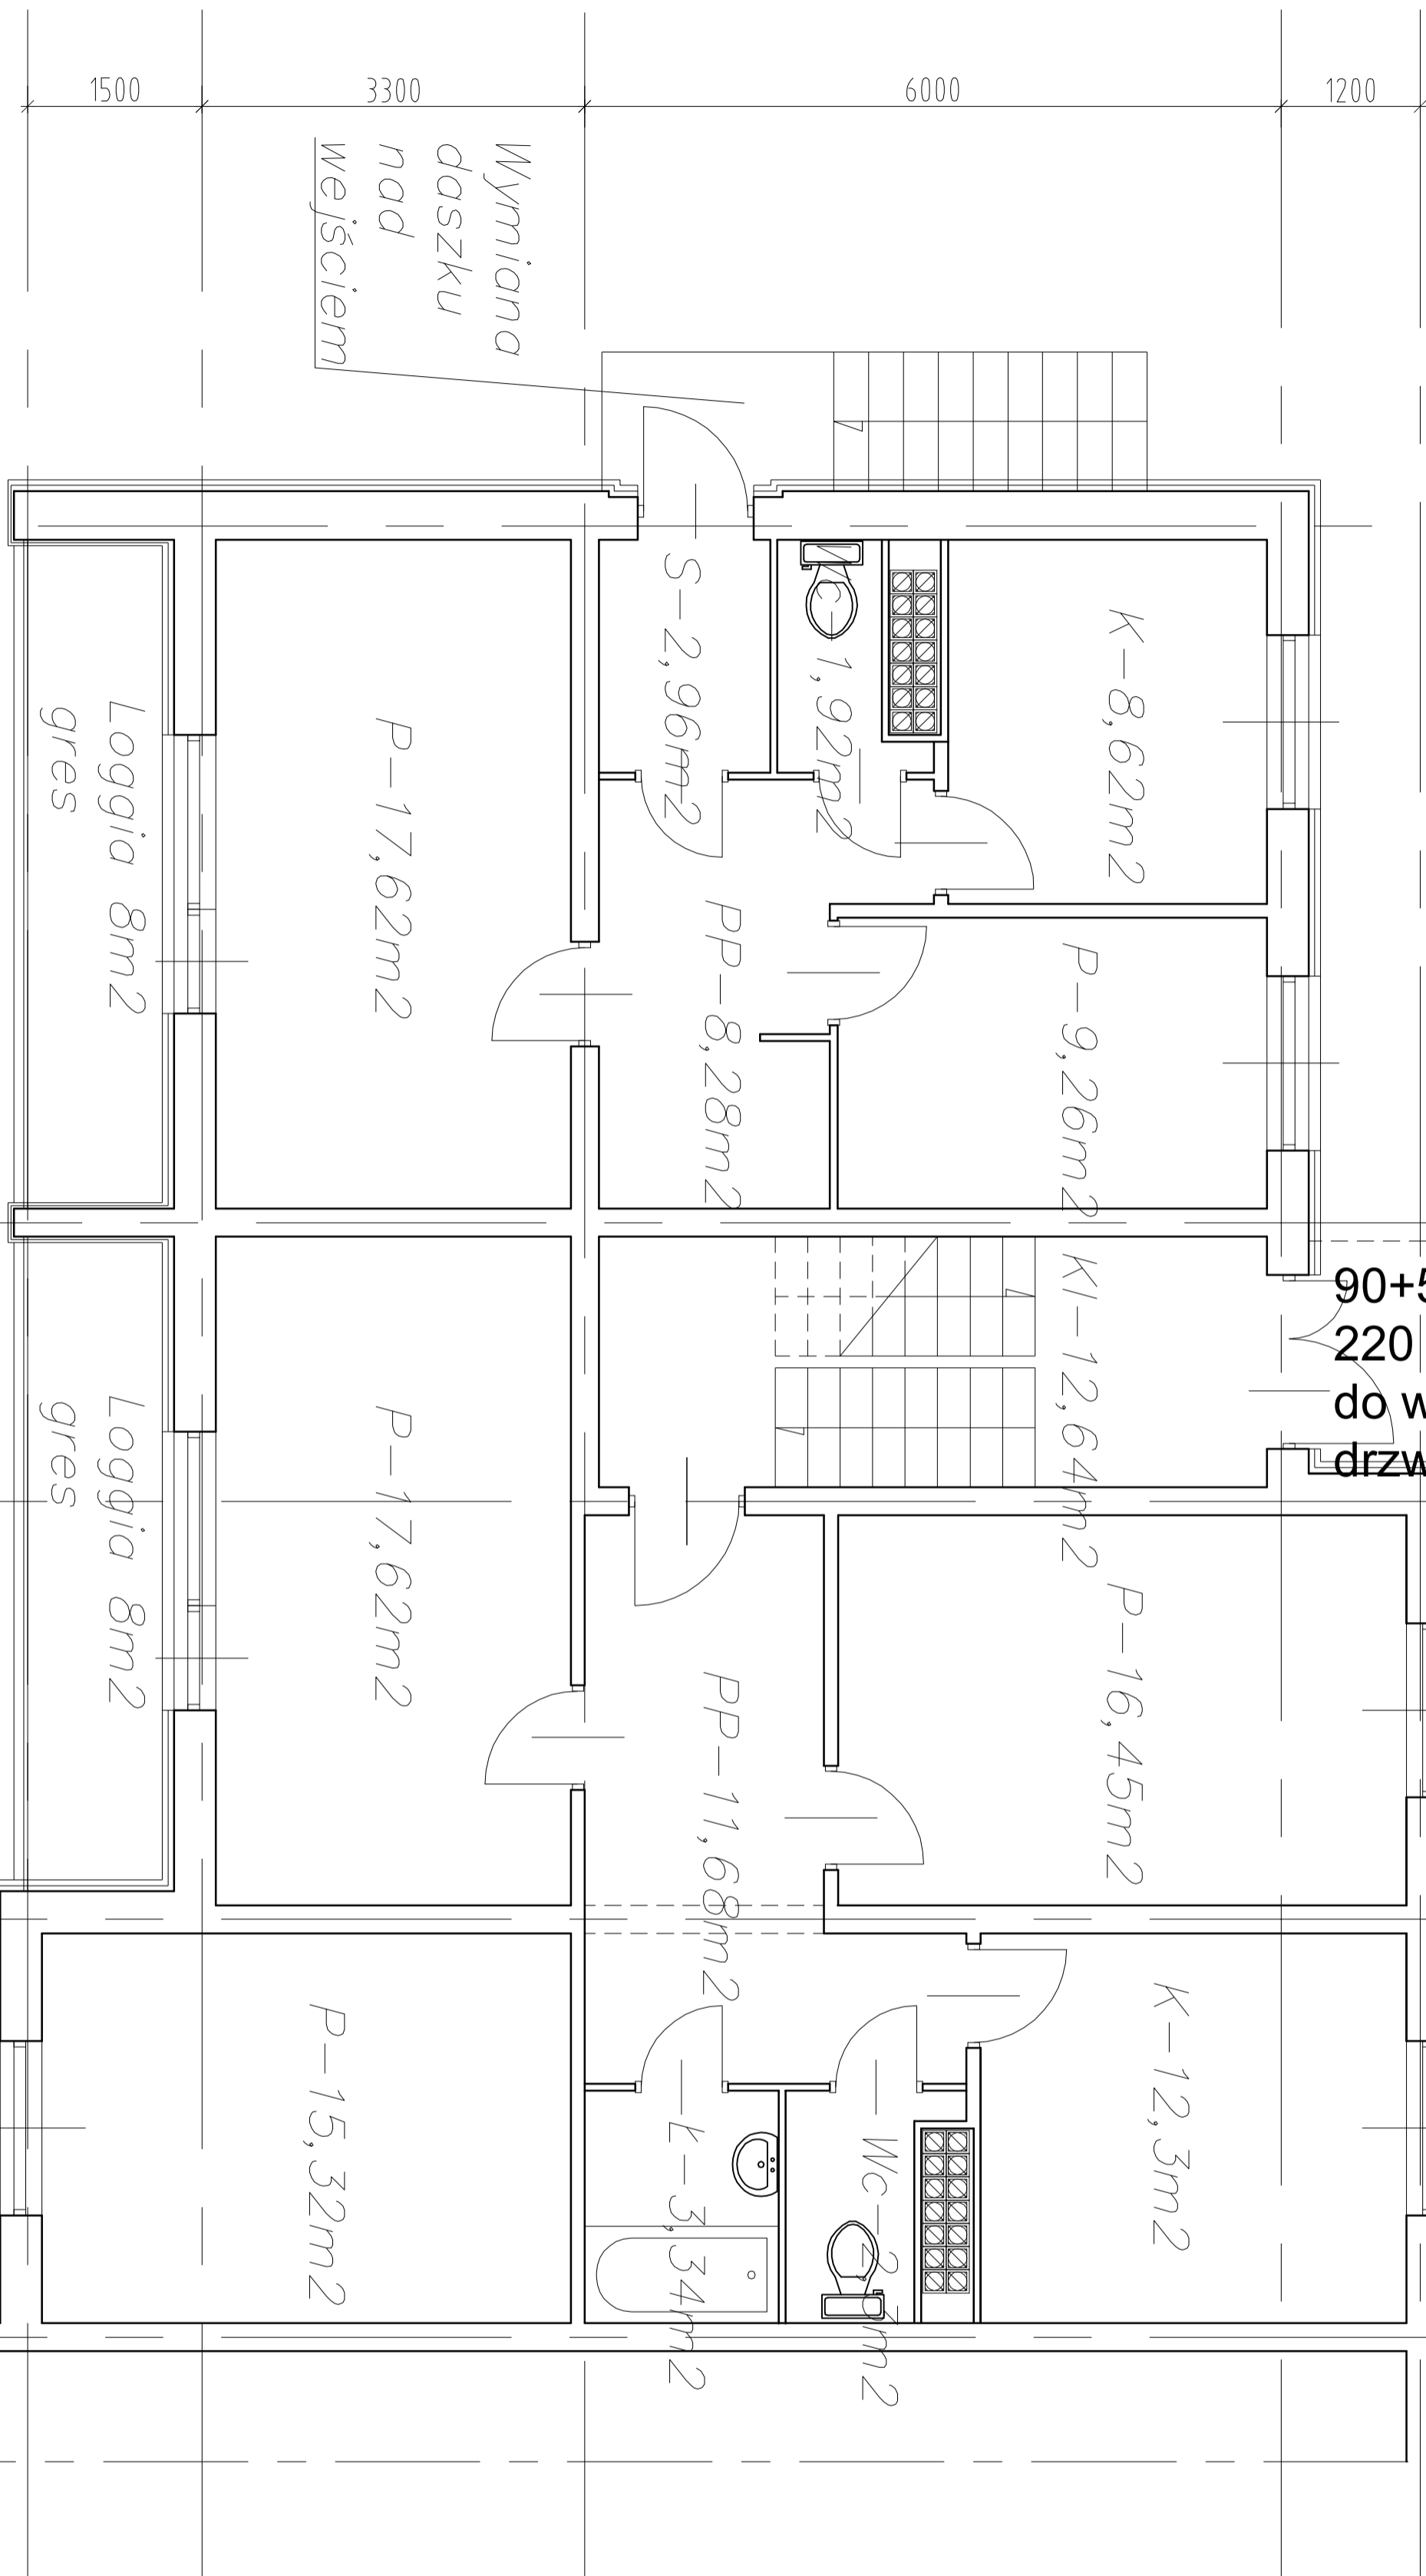 1500
3300
6000
1200
Wymiana
daszku
nad
wejściem
S-2,96m2
Wc-1,92m2
K-8,62m2
P-17,62m2
Loggia 8m2
gres
PP-8,28m2
P-9,26m2
Kl-12,64m2
90+5
220
do w
drzw
P-17,62m2
Loggia 8m2
gres
PP-11,68m2
P-16,45m2
P-15,32m2
Ł-3,34m2
K-12,3m2